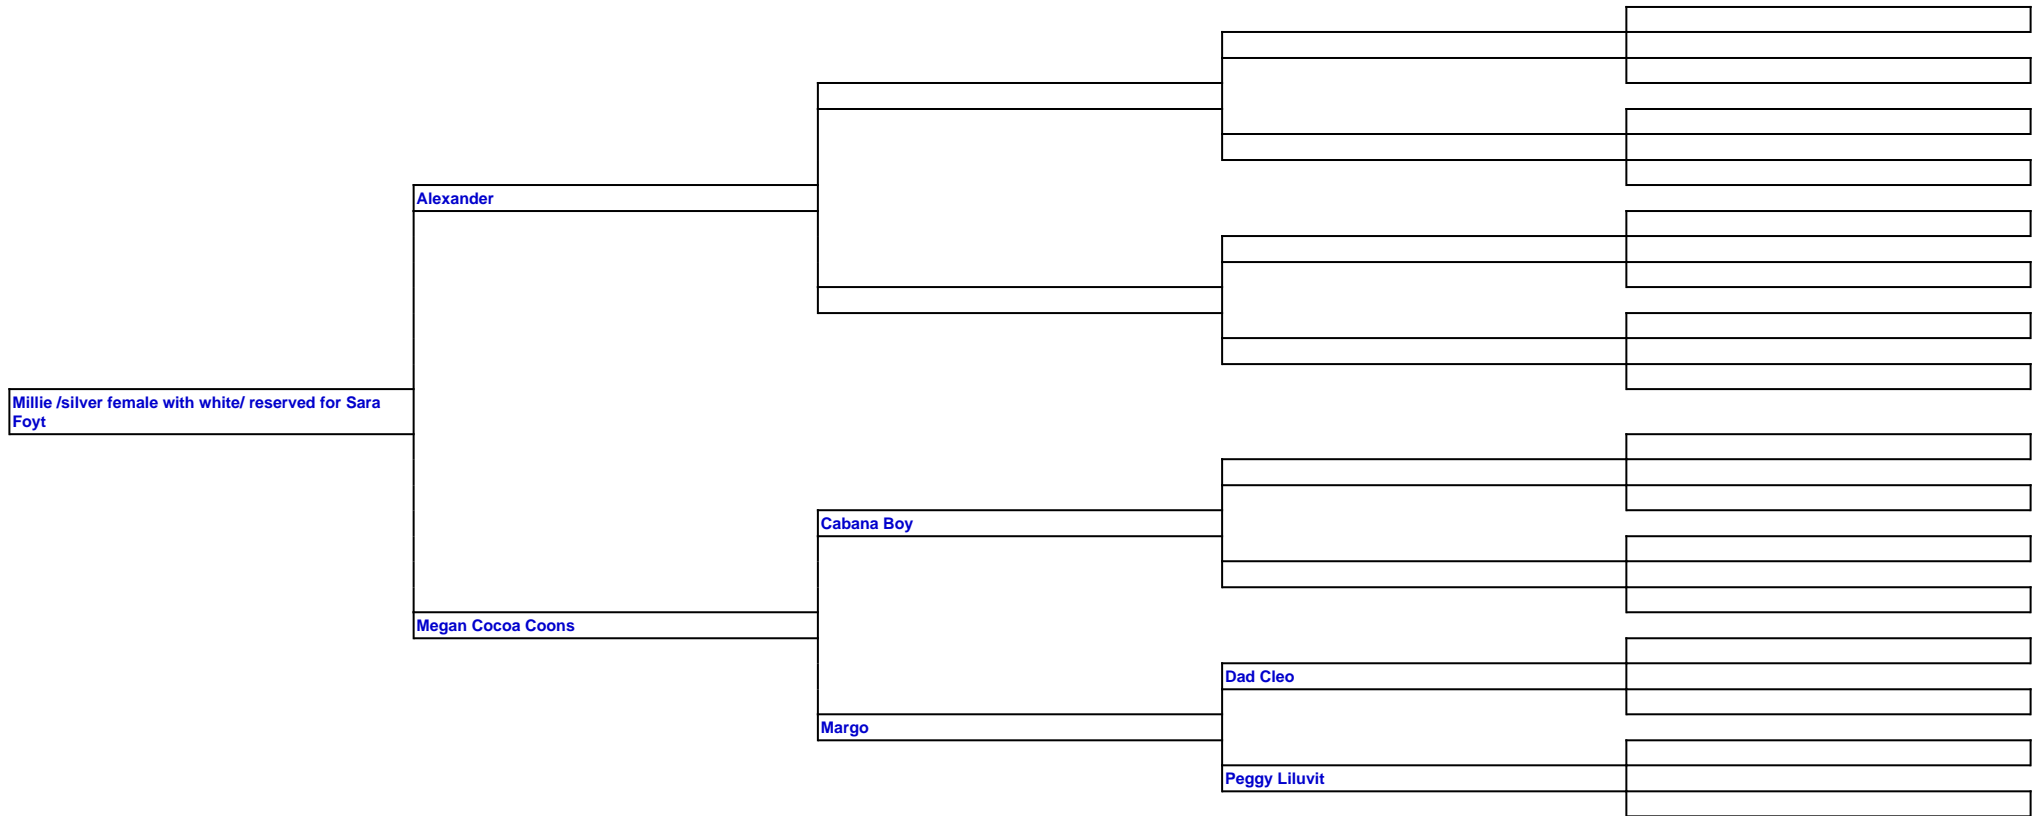 Alexander
Millie /silver female with white/ reserved for Sara
Foyt
Cabana Boy
Megan Cocoa Coons
Dad Cleo
Margo
Peggy Liluvit